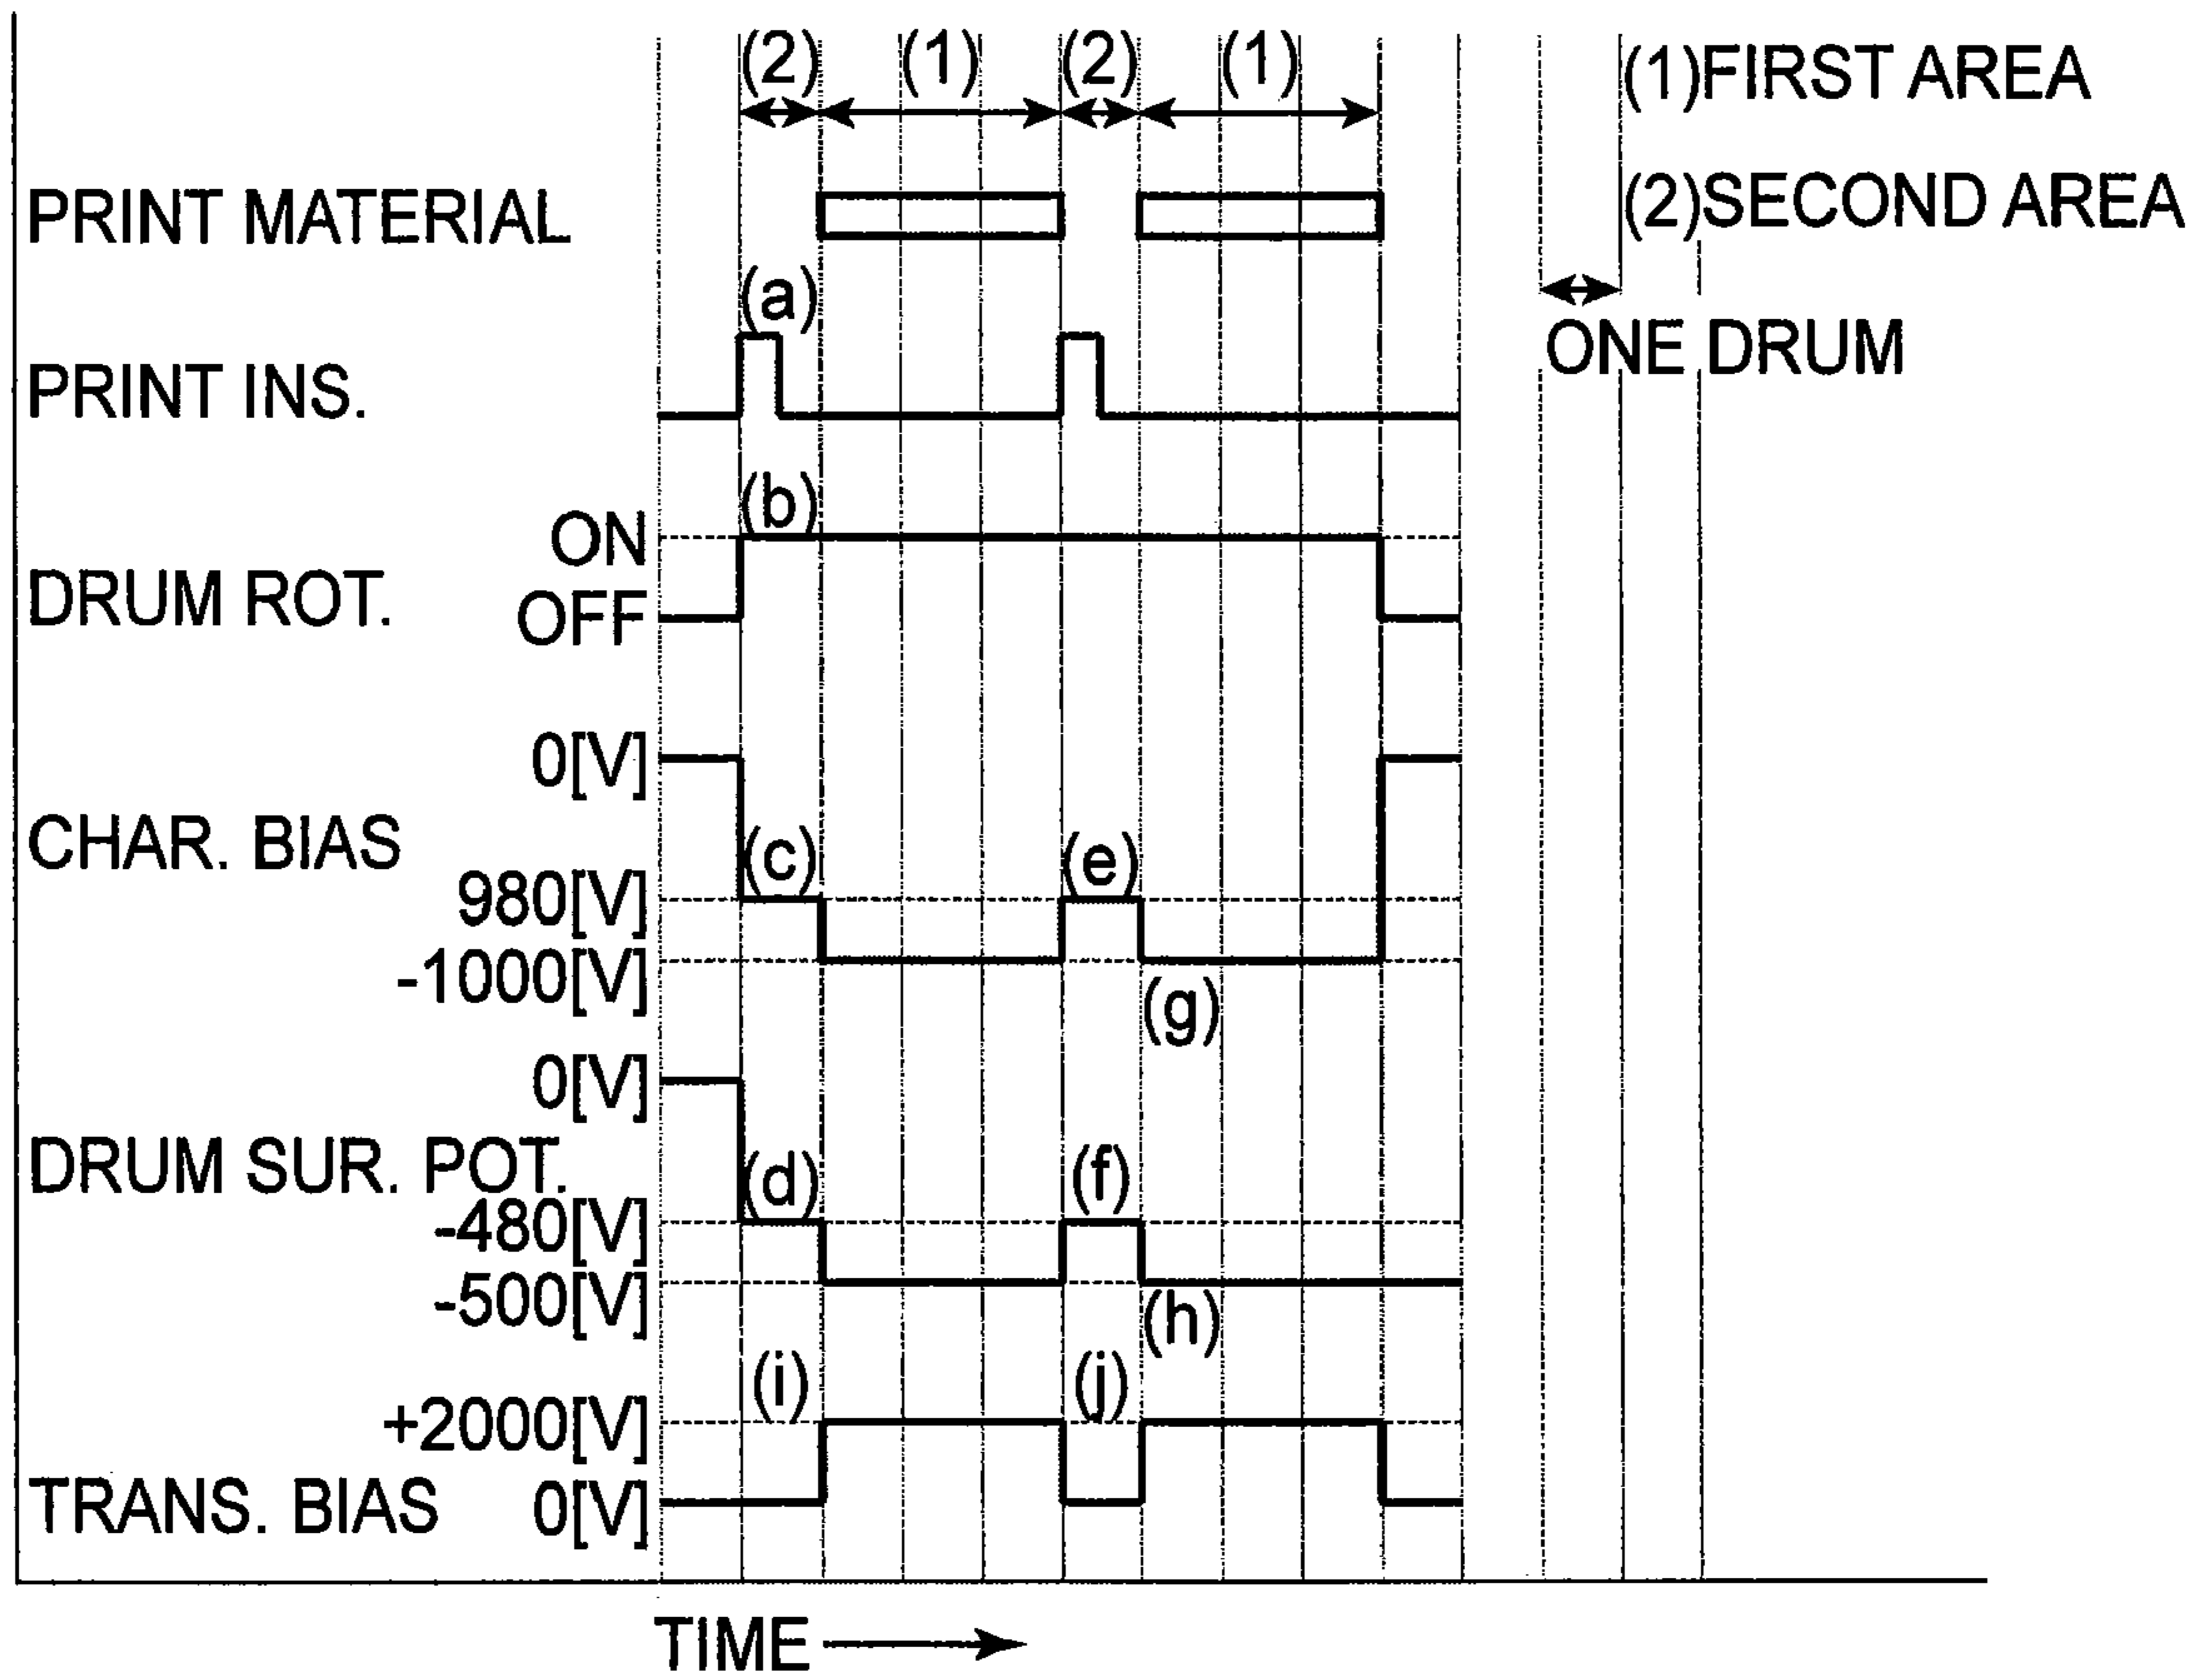 (2) (1) (2) (1)
(1)FIRST AREA
(2)SECOND AREA
PRINT MATERIAL
ONE DRUM
(a)
PRINT INS.
(b)
ON
DRUM ROT.
OFF
0[V]
CHAR. BIAS
(c) (e)
980[V]
-1000[V]
(g)
0[V]
DRUM SUR. POT.
(d) (f)
-480[V]
-500[V]
(h)
(i) (j)
+2000[V]
TRANS. BIAS 0[V]
TIME